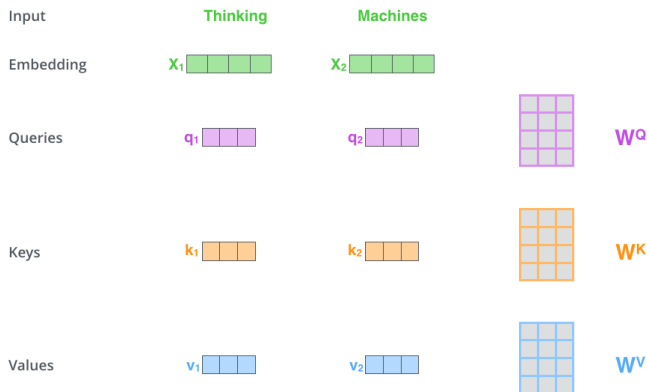 Input Thinking Machines
Embedding X1 X2
Queries q1 q2 WQ
Keys k1 k2 WK
Values v1 v2 WV